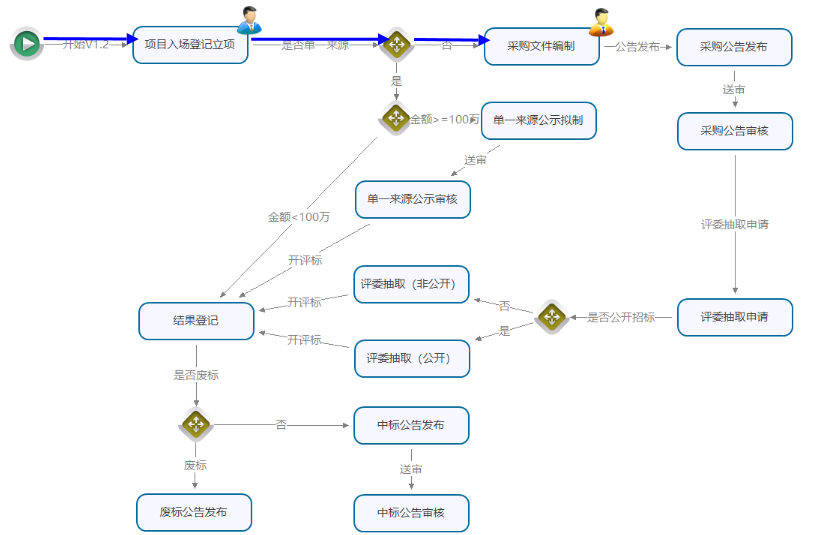 开始V1.2
项目入场登记立项
是否单一来源
否
采购文件编制
公告发布
采购公告发布
是
送审
金额>=100万
单一来源公示拟制
采购公告审核
送审
单一来源公示审核
金额<100万
评委抽取申请
开评标
评委抽取（非公开）
开评标
否
结果登记
是否公开招标
评委抽取申请
是
开评标
评委抽取（公开）
是否废标
否
中标公告发布
废标
送审
废标公告发布
中标公告审核